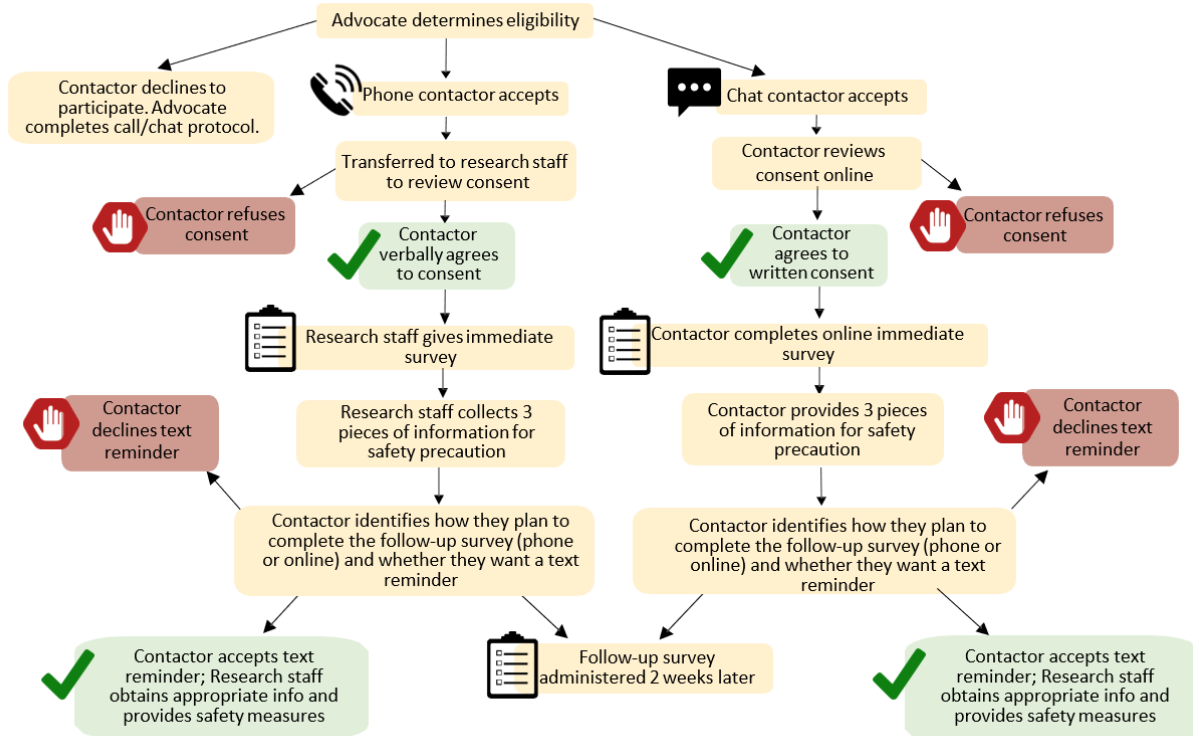 Advocate determines eligibility
Contactor declines to
participate. Advocate
completes call/chat protocol.
Phone contactor accepts
Chat contactor accepts
Transferred to research staff
to review consent
Contactor reviews
consent online
Contactor refuses
consent
Contactor
verbally agrees
to consent
Contactor
agrees to
written consent
Contactor refuses
consent
Research staff gives immediate
survey
Contactor completes online immediate
survey
Contactor
declines text
reminder
Research staff collects 3
pieces of information for
safety precaution
Contactor provides 3 pieces
of information for safety
precaution
Contactor
declines text
reminder
Contactor identifies how they plan to
complete the follow-up survey (phone
or online) and whether they want a text
reminder
Contactor identifies how they plan to
complete the follow-up survey (phone or
online) and whether they want a text
reminder
Contactor accepts text
reminder; Research staff
obtains appropriate info and
provides safety measures
Follow-up survey
administered 2 weeks later
Contactor accepts text
reminder; Research staff
obtains appropriate info and
provides safety measures